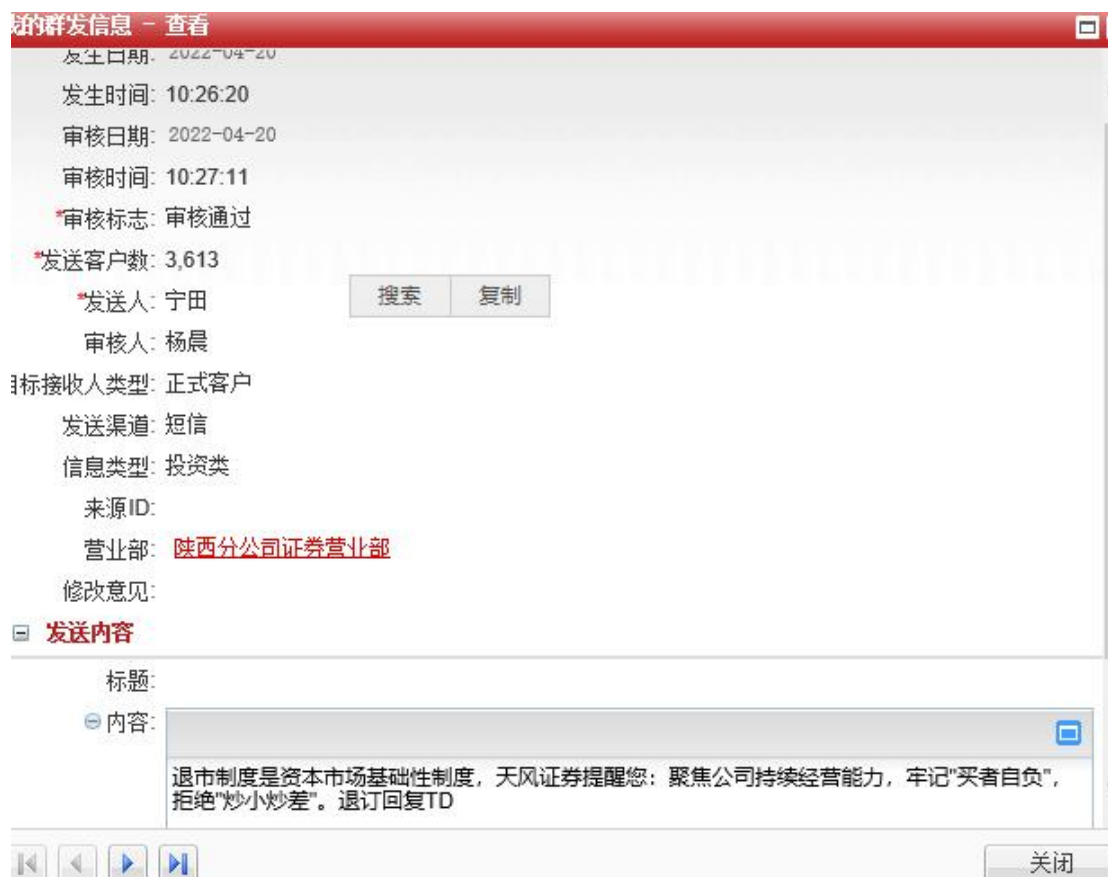 我的群发信息 - 查看
发生日期: 2022-04-20
发生时间: 10:26:20
审核日期: 2022-04-20
审核时间: 10:27:11
*审核标志: 审核通过
*发送客户数: 3,613
*发送人: 宁田
搜索 复制
审核人: 杨晨
目标接收人类型: 正式客户
发送渠道: 短信
信息类型: 投资类
来源ID:
营业部: 陕西分公司证券营业部
修改意见:
发送内容
标题:
内容:
退市制度是资本市场基础性制度，天风证券提醒您：聚焦公司持续经营能力，牢记"买者自负"，
拒绝"炒小炒差"。退订回复TD
关闭